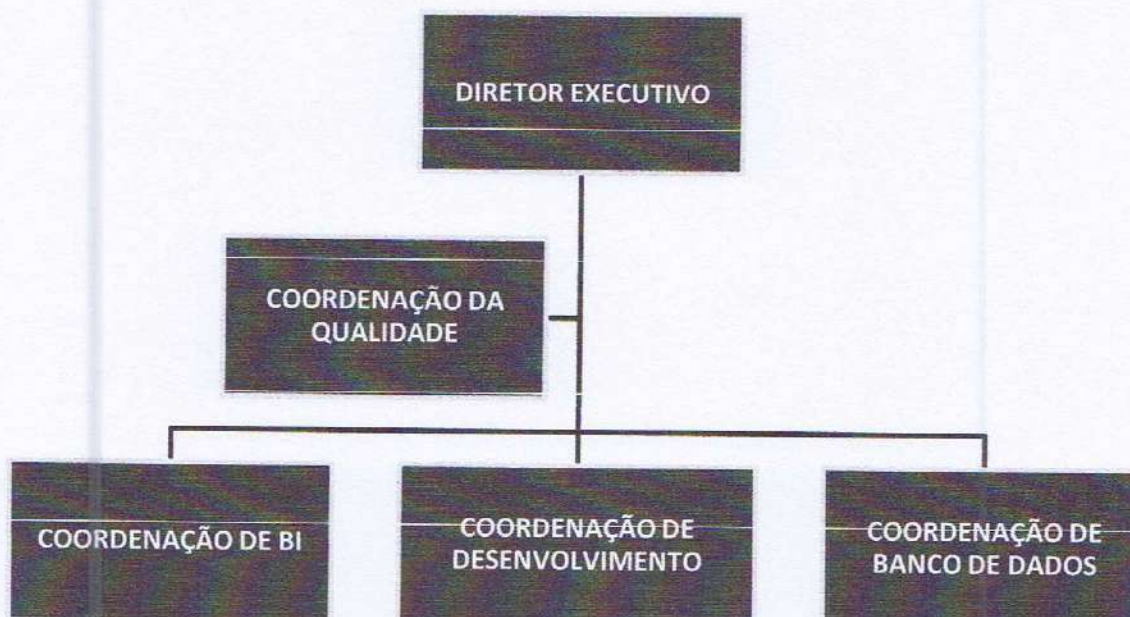 DIRETOR EXECUTIVO
COORDENAÇÃO DA
QUALIDADE
COORDENAÇÃO DE BI
COORDENAÇÃO DE
DESENVOLVIMENTO
COORDENAÇÃO DE
BANCO DE DADOS